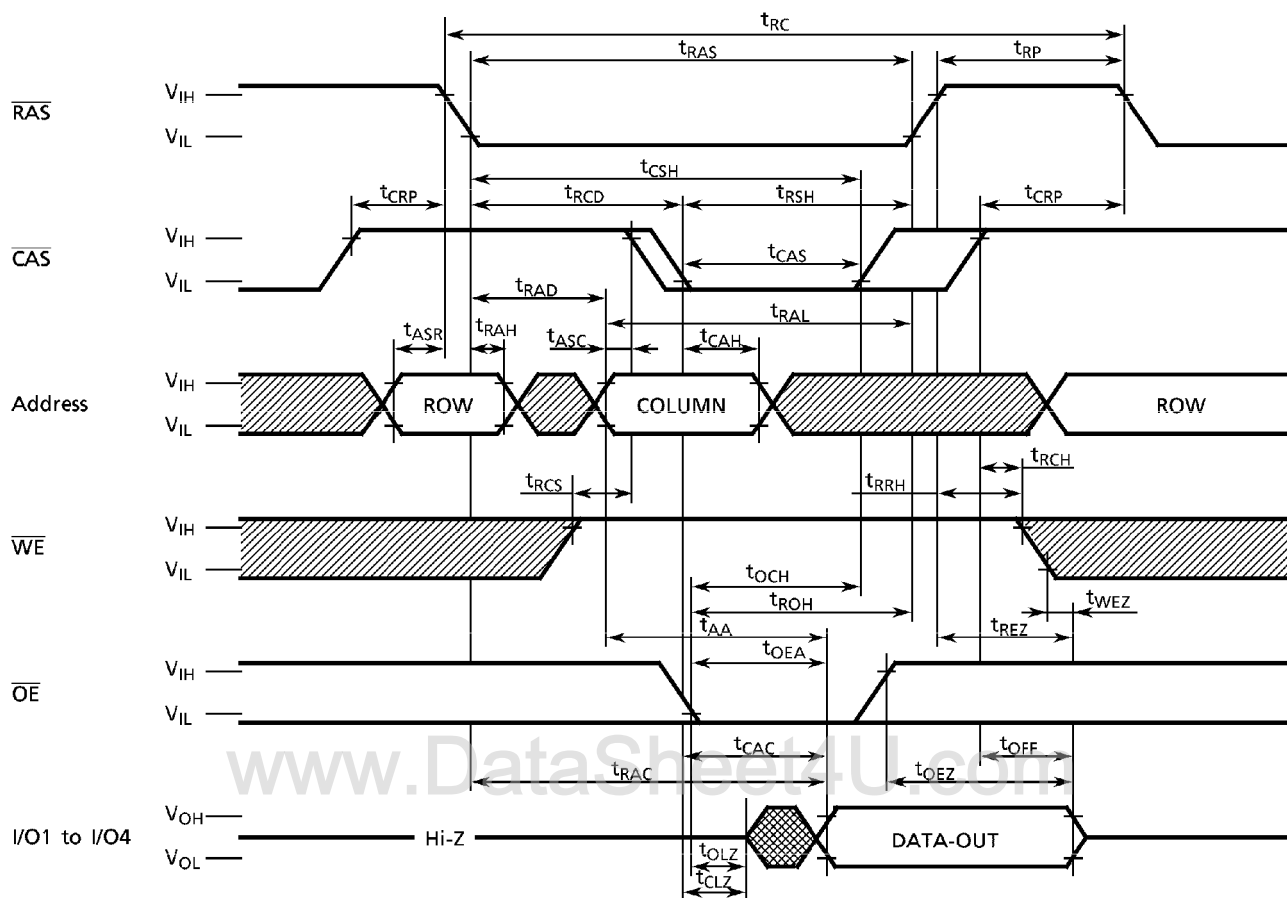 tRC
tRAS
tRP
RAS
VIH
VIL
tCSH
tCRP
tRCD
tRSH
tCRP
CAS
VIH
VIL
tCAS
tRAD
tRAL
tASR
tRAH
tASC
tCAH
Address
VIH
VIL
ROW
COLUMN
ROW
tRCH
tRCS
tRRH
WE
VIH
VIL
tOCH
tROH
tWEZ
tAA
tREZ
tOEA
OE
VIH
VIL
tCAC
tOFF
www.DataSheet4U.com
tRAC
tOEZ
I/O1 to I/O4
VOH
VOL
Hi-Z
DATA-OUT
tOLZ
tCLZ